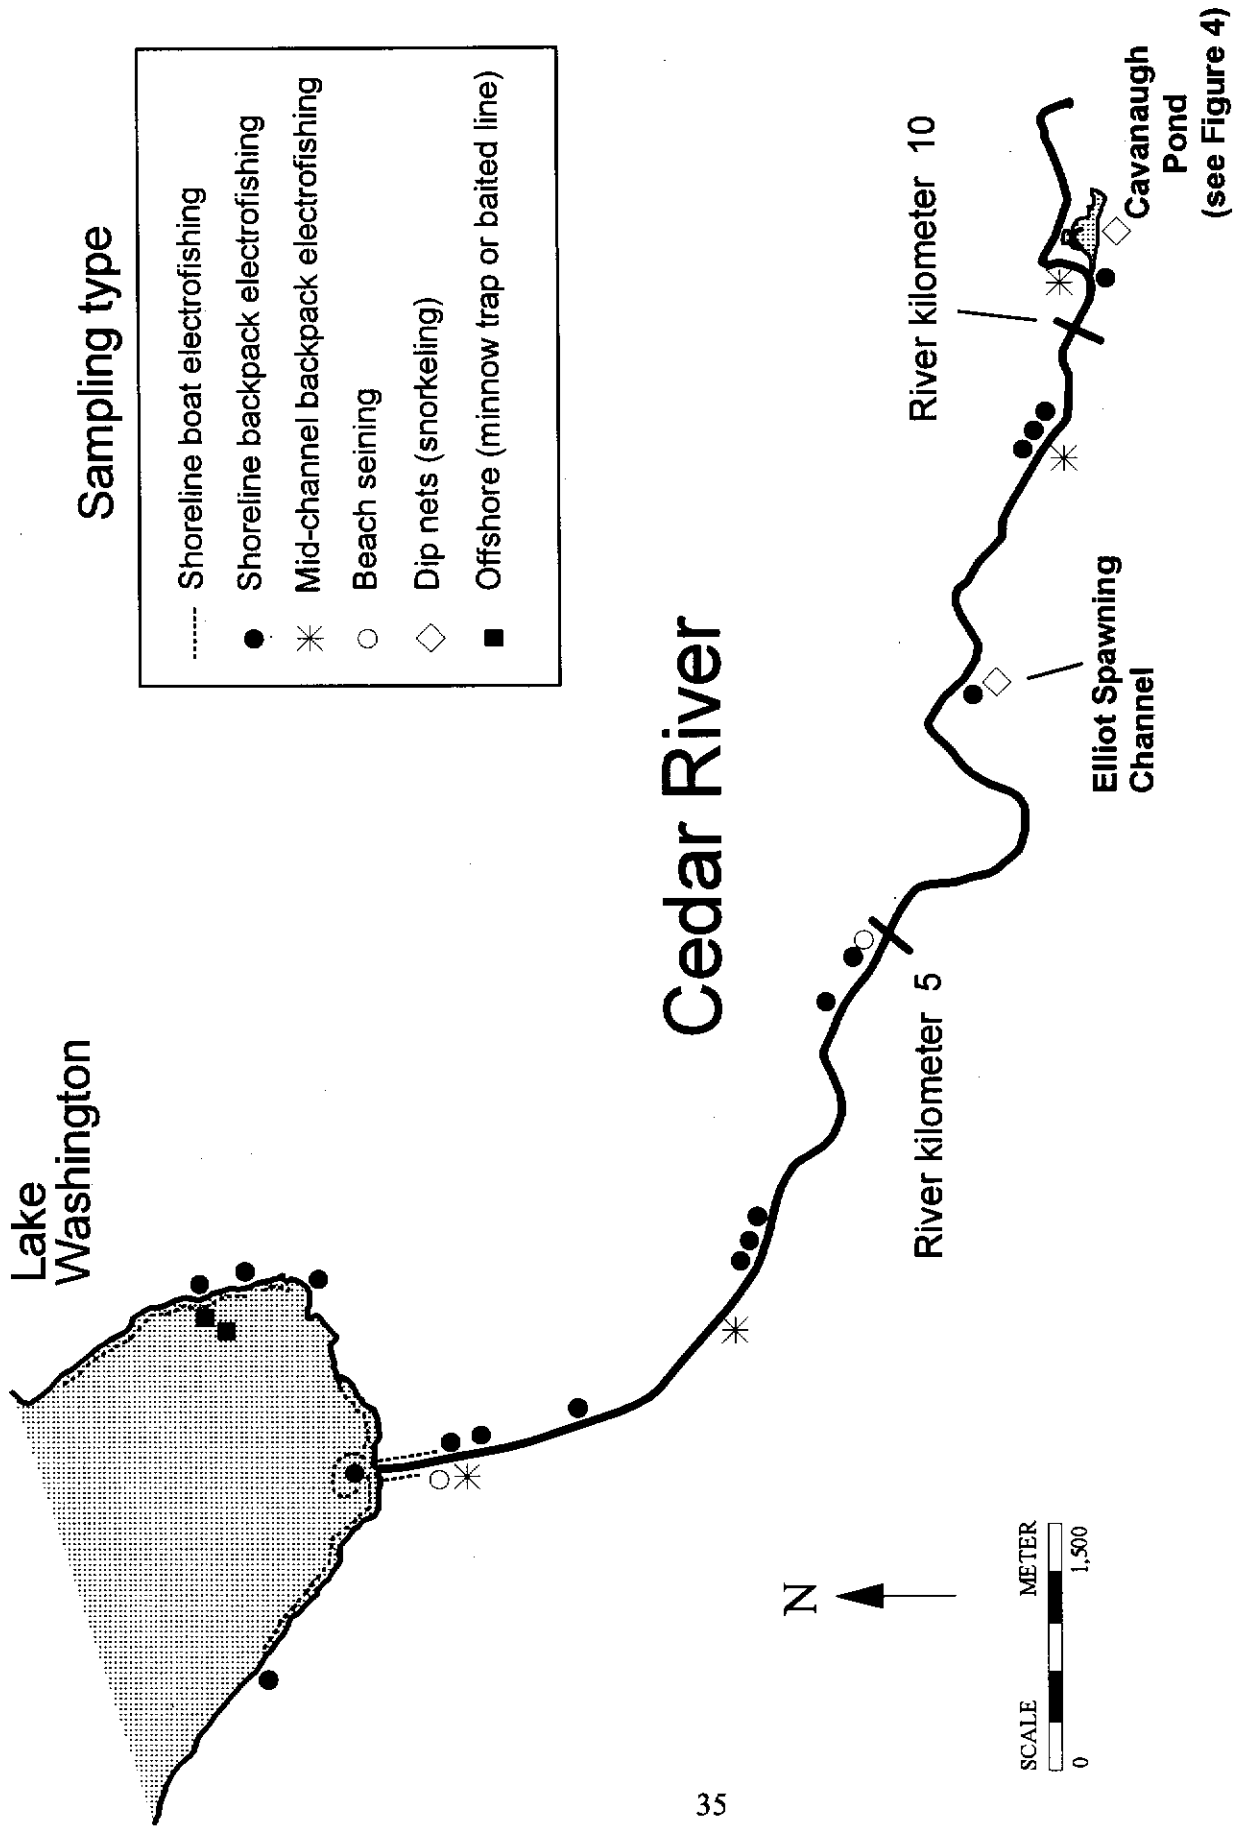 Lake
Washington
Sampling type
Shoreline boat electrofishing
Shoreline backpack electrofishing
Mid-channel backpack electrofishing
Beach seining
Dip nets (snorkeling)
Offshore (minnow trap or baited line)
Cedar River
River kilometer 5
River kilometer 10
Elliot Spawning
Channel
Cavanaugh
Pond
(see Figure 4)
N
SCALE METER
0 1,500
35